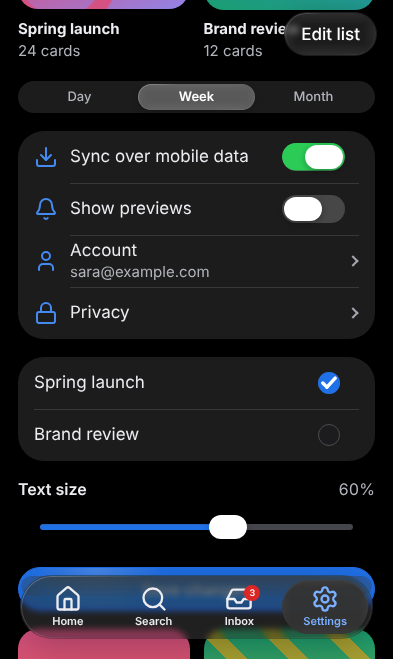 Spring launch
24 cards
Brand review
12 cards
Edit list
Day
Week
Month
Sync over mobile data
Show previews
Account
sara@example.com
Privacy
Spring launch
Brand review
Text size
60%
Home
Search
Inbox
3
Settings